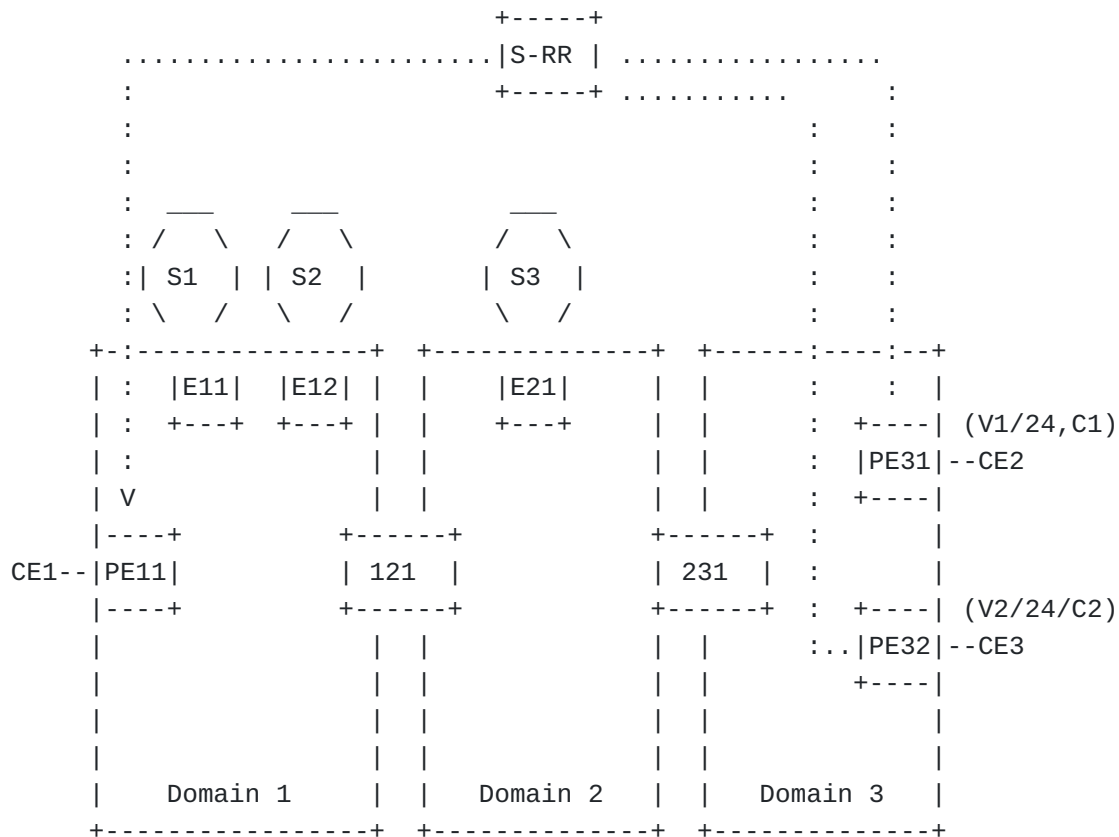 S-RR
S1 S2 S3
E11 E12 E21
(V1/24,C1)
PE31 --CE2
V
CE1-- PE11 121 231
(V2/24/C2)
PE32 --CE3
Domain 1 Domain 2 Domain 3